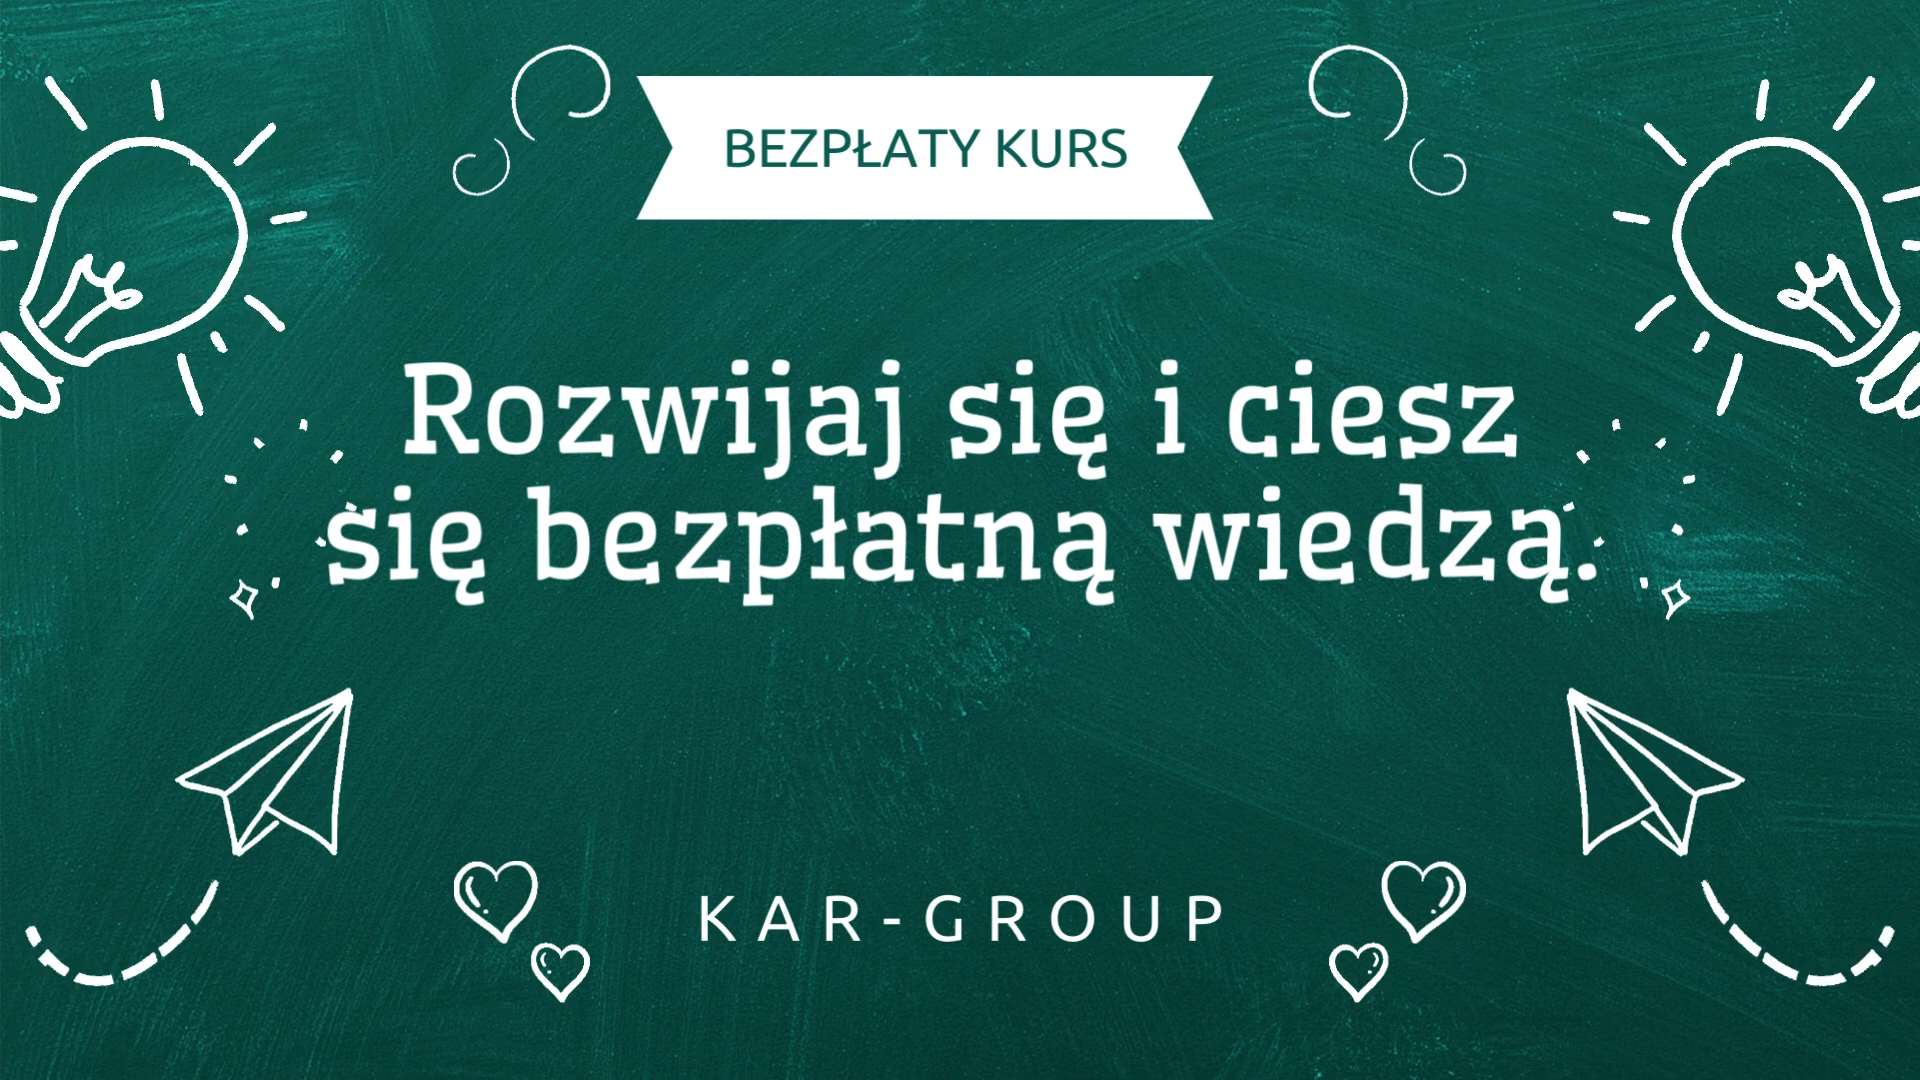 BEZPŁATY KURS
Rozwijaj się i ciesz
się bezpłatną wiedzą.
KAR-GROUP